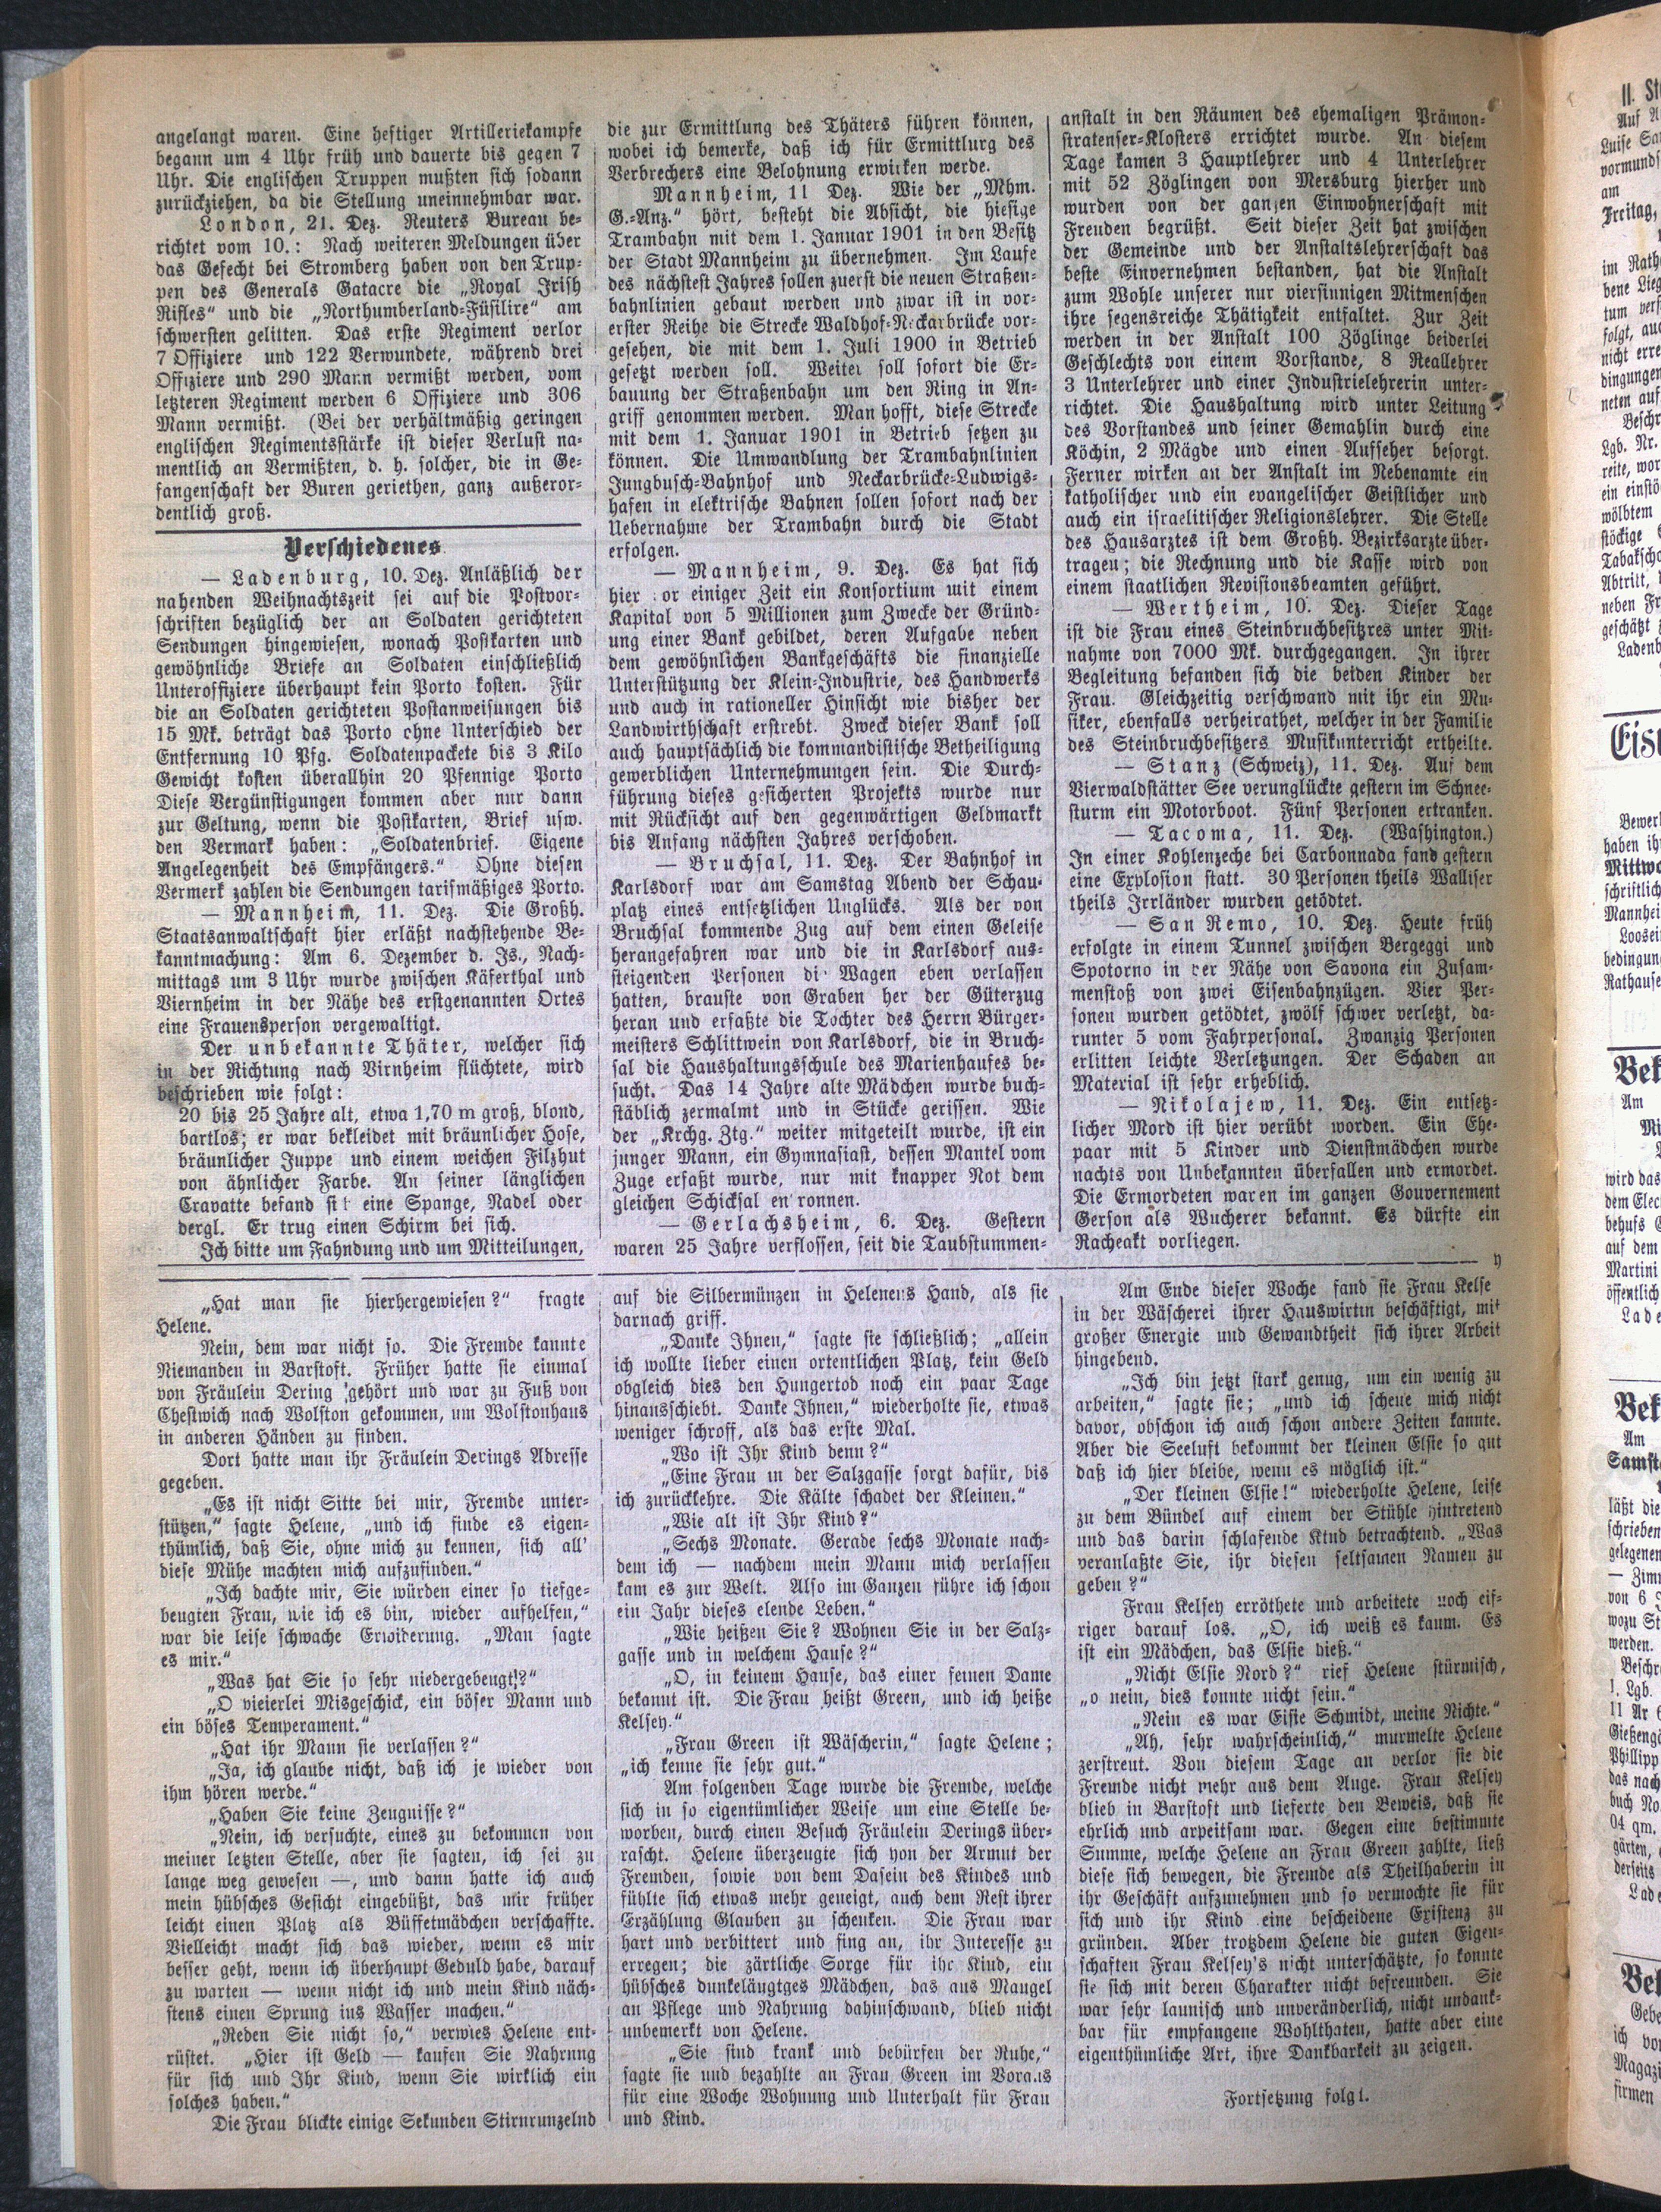 angelangt waren. Eine heftiger Artilleriekampfe
begann um 4 Uhr früh und dauerte bis gegen 7
Uhr. Die englischen Truppen mußten sich sodann
zurückziehen, da die Stellung uneinnehmbar war.
London, 21. Dez. Reuters Bureau be-
richtet vom 10.: Nach weiteren Meldungen über
das Gefecht bei Stromberg haben von den Trup-
pen des Generals Gatacre die „Royal Irish
Rifles“ und die „Northumberland-Füsilire“ am
schwersten gelitten. Das erste Regiment verlor
7 Offiziere und 122 Verwundete, während drei
Offiziere und 290 Mann vermißt werden, vom
letzteren Regiment werden 6 Offiziere und 306
Mann vermißt. (Bei der verhältmäßig geringen
englischen Regimentsstärke ist dieser Verlust na-
mentlich an Vermißten, d. h. solcher, die in Ge-
fangenschaft der Buren geriethen, ganz außeror-
dentlich groß.
Verschiedenes
— Ladenburg, 10. Dez. Anläßlich der
nahenden Weihnachtszeit sei auf die Postvor-
schriften bezüglich der an Soldaten gerichteten
Sendungen hingewiesen, wonach Postkarten und
gewöhnliche Briefe an Soldaten einschließlich
Unteroffiziere überhaupt kein Porto kosten. Für
die an Soldaten gerichteten Postanweisungen bis
15 Mk. beträgt das Porto ohne Unterschied der
Entfernung 10 Pfg. Soldatenpackete bis 3 Kilo
Gewicht kosten überallhin 20 Pfennige Porto
Diese Vergünstigungen kommen aber nur dann
zur Geltung, wenn die Postkarten, Brief usw.
den Vermark haben: „Soldatenbrief. Eigene
Angelegenheit des Empfängers.“ Ohne diesen
Vermerk zahlen die Sendungen tarifmäßiges Porto.
— Mannheim, 11. Dez. Die Großh.
Staatsanwaltschaft hier erläßt nachstehende Be-
kanntmachung: Am 6. Dezember d. Js., Nach-
mittags um 3 Uhr wurde zwischen Käferthal und
Viernheim in der Nähe des erstgenannten Ortes
eine Frauensperson vergewaltigt.
Der unbekannte Thäter, welcher sich
in der Richtung nach Virnheim flüchtete, wird
beschrieben wie folgt:
20 bis 25 Jahre alt, etwa 1,70 m groß, blond,
bartlos; er war bekleidet mit bräunlicher Hose,
bräunlicher Juppe und einem weichen Filzhut
von ähnlicher Farbe. An seiner länglichen
Cravatte befand sich eine Spange, Nadel oder
dergl. Er trug einen Schirm bei sich.
Ich bitte um Fahndung und um Mitteilungen,
die zur Ermittlung des Thäters führen können,
wobei ich bemerke, daß ich für Ermittlurg des
Verbrechers eine Belohnung erwirken werde.
Mannheim, 11 Dez. Wie der „Mhm.
G.-Anz.“ hört, besteht die Absicht, die hiesige
Trambahn mit dem 1. Januar 1901 in den Besitz
der Stadt Mannheim zu übernehmen. Im Laufe
des nächstest Jahres sollen zuerst die neuen Straßen-
bahnlinien gebaut werden und zwar ist in vor-
erster Reihe die Strecke Waldhof-Neckarbrücke vor-
gesehen, die mit dem 1. Juli 1900 in Betrieb
gesetzt werden soll. Weiter soll sofort die Er-
bauung der Straßenbahn um den Ring in An-
griff genommen werden. Man hofft, diese Strecke
mit dem 1. Januar 1901 in Betrieb setzen zu
können. Die Umwandlung der Trambahnlinien
Jungbusch-Bahnhof und Neckarbrücke-Ludwigs-
hafen in elektrische Bahnen sollen sofort nach der
Uebernahme der Trambahn durch die Stadt
erfolgen.
— Mannheim, 9. Dez. Es hat sich
hier vor einiger Zeit ein Konsortium mit einem
Kapital von 5 Millionen zum Zwecke der Gründ-
ung einer Bank gebildet, deren Aufgabe neben
dem gewöhnlichen Bankgeschäfts die finanzielle
Unterstützung der Klein-Industrie, des Handwerks
und auch in rationeller Hinsicht wie bisher der
Landwirthschaft erstrebt. Zweck dieser Bank soll
auch hauptsächlich die kommandistische Betheiligung
gewerblichen Unternehmungen sein. Die Durch-
führung dieses gesicherten Projekts wurde nur
mit Rücksicht auf den gegenwärtigen Geldmarkt
bis Anfang nächsten Jahres verschoben.
— Bruchsal, 11. Dez. Der Bahnhof in
Karlsdorf war am Samstag Abend der Schau-
platz eines entsetzlichen Unglücks. Als der von
Bruchsal kommende Zug auf dem einen Geleise
herangefahren war und die in Karlsdorf aus-
steigenden Personen die Wagen eben verlassen
hatten, brauste von Graben her der Güterzug
heran und erfaßte die Tochter des Herrn Bürger-
meisters Schlittwein von Karlsdorf, die in Bruch-
sal die Haushaltungsschule des Marienhaufes be-
sucht. Das 14 Jahre alte Mädchen wurde buch-
stäblich zermalmt und in Stücke gerissen. Wie
der „Krchg. Ztg.“ weiter mitgeteilt wurde, ist ein
junger Mann, ein Gymnasiast, dessen Mantel vom
Zuge erfaßt wurde, nur mit knapper Not dem
gleichen Schicksal entronnen.
— Gerlachsheim, 6. Dez. Gestern
waren 25 Jahre verflossen, seit die Taubstummen-
anstalt in den Räumen des ehemaligen Prämon-
stratenser-Klosters errichtet wurde. An diesem
Tage kamen 3 Hauptlehrer und 4 Unterlehrer
mit 52 Zöglingen von Mersburg hierher und
wurden von der ganzen Einwohnerschaft mit
Freuden begrüßt. Seit dieser Zeit hat zwischen
der Gemeinde und der Anstaltslehrerschaft das
beste Einvernehmen bestanden, hat die Anstalt
zum Wohle unserer nur viersinnigen Mitmenschen
ihre segensreiche Thätigkeit entfaltet. Zur Zeit
werden in der Anstalt 100 Zöglinge beiderlei
Geschlechts von einem Vorstande, 8 Reallehrer
3 Unterlehrer und einer Industrielehrerin unter-
richtet. Die Haushaltung wird unter Leitung
des Vorstandes und seiner Gemahlin durch eine
Köchin, 2 Mägde und einen Aufseher besorgt.
Ferner wirken an der Anstalt im Nebenamte ein
katholischer und ein evangelischer Geistlicher und
auch ein israelitischer Religionslehrer. Die Stelle
des Hausarztes ist dem Großh. Bezirksarzte über-
tragen; die Rechnung und die Kasse wird von
einem staatlichen Revisionsbeamten geführt.
— Wertheim, 10. Dez. Dieser Tage
ist die Frau eines Steinbruchbesitzres unter Mit-
nahme von 7000 Mk. durchgegangen. In ihrer
Begleitung befanden sich die beiden Kinder der
Frau. Gleichzeitig verschwand mit ihr ein Mu-
siker, ebenfalls verheirathet, welcher in der Familie
des Steinbruchbesitzers Musikunterricht ertheilte.
— Stanz (Schweiz), 11. Dez. Auf dem
Vierwaldstätter See verunglückte gestern im Schnee-
sturm ein Motorboot. Fünf Personen ertranken.
— Tacoma, 11. Dez. (Washington.)
In einer Kohlenzeche bei Carbonnada fand gestern
eine Explosion statt. 30 Personen theils Walliser
theils Irrländer wurden getödtet.
— San Remo, 10. Dez. Heute früh
erfolgte in einem Tunnel zwischen Bergeggi und
Spotorno in der Nähe von Savona ein Zusam-
menstoß von zwei Eisenbahnzügen. Vier Per-
sonen wurden getödtet, zwölf schwer verletzt, da-
runter 5 vom Fahrpersonal. Zwanzig Personen
erlitten leichte Verletzungen. Der Schaden an
Material ist sehr erheblich.
— Nikolajew, 11. Dez. Ein entsetz-
licher Mord ist hier verübt worden. Ein Ehe-
paar mit 5 Kinder und Dienstmädchen wurde
nachts von Unbekannten überfallen und ermordet.
Die Ermordeten waren im ganzen Gouvernement
Gerson als Wucherer bekannt. Es dürfte ein
Racheakt vorliegen.
„Hat man sie hierhergewiesen?“ fragte
Helene.
Nein, dem war nicht so. Die Fremde kannte
Niemanden in Barstoft. Früher hatte sie einmal
von Fräulein Dering gehört und war zu Fuß von
Chestwich nach Wolston gekommen, um Wolstonhaus
in anderen Händen zu finden.
Dort hatte man ihr Fräulein Derings Adresse
gegeben.
„Es ist nicht Sitte bei mir, Fremde unter-
stützen,“ sagte Helene, „und ich finde es eigen-
thümlich, daß Sie, ohne mich zu kennen, sich all'
diese Mühe machten mich aufzufinden.“
„Ich dachte mir, Sie würden einer so tiefge-
beugten Frau, wie ich es bin, wieder aufhelfen,“
war die leise schwache Erwiderung. „Man sagte
es mir.“
„Was hat Sie so sehr niedergebeugt!?“
„O vieierlei Misgeschick, ein böser Mann und
ein böses Temperament.“
„Hat ihr Mann sie verlassen?“
„Ja, ich glaube nicht, daß ich je wieder von
ihm hören werde.“
„Haben Sie keine Zeugnisse?“
„Nein, ich versuchte, eines zu bekommen von
meiner letzten Stelle, aber sie sagten, ich sei zu
lange weg gewesen —, und dann hatte ich auch
mein hübsches Gesicht eingebüßt, das mir früher
leicht einen Platz als Büffetmädchen verschaffte.
Vielleicht macht sich das wieder, wenn es mir
besser geht, wenn ich überhaupt Geduld habe, darauf
zu warten — wenn nicht ich und mein Kind näch-
stens einen Sprung ins Wasser machen.“
„Reden Sie nicht so,“ verwies Helene ent-
rüstet. „Hier ist Geld — kaufen Sie Nahrung
für sich und Ihr Kind, wenn Sie wirklich ein
solches haben.“
Die Frau blickte einige Sekunden Stirnrunzelnd
auf die Silbermünzen in Helenens Hand, als sie
darnach griff.
„Danke Ihnen,“ sagte sie schließlich; „allein
ich wollte lieber einen ortentlichen Platz, kein Geld
obgleich dies den Hungertod noch ein paar Tage
hinausschiebt. Danke Ihnen,“ wiederholte sie, etwas
weniger schroff, als das erste Mal.
„Wo ist Ihr Kind denn?“
„Eine Frau in der Salzgasse sorgt dafür, bis
ich zurückkehre. Die Kälte schadet der Kleinen.“
„Wie alt ist Ihr Kind?“
„Sechs Monate. Gerade sechs Monate nach-
dem ich — nachdem mein Mann mich verlassen
kam es zur Welt. Also im Ganzen führe ich schon
ein Jahr dieses elende Leben.“
„Wie heißen Sie? Wohnen Sie in der Salz-
gasse und in welchem Hause?“
„O, in keinem Hause, das einer feinen Dame
bekannt ist. Die Frau heißt Green, und ich heiße
Kelsey.“
„Frau Green ist Wäscherin,“ sagte Helene;
„ich kenne sie sehr gut.“
Am folgenden Tage wurde die Fremde, welche
sich in so eigentümlicher Weise um eine Stelle be-
worben, durch einen Besuch Fräulein Derings über-
rascht. Helene überzeugte sich von der Armut der
Fremden, sowie von dem Dasein des Kindes und
fühlte sich etwas mehr geneigt, auch dem Rest ihrer
Erzählung Glauben zu schenken. Die Frau war
hart und verbittert und fing an, ihr Interesse zu
erregen; die zärtliche Sorge für ihr Kind, ein
hübsches dunkeläugtges Mädchen, das aus Mangel
an Pflege und Nahrung dahinschwand, blieb nicht
unbemerkt von Helene.
„Sie sind krank und bebürfen der Ruhe,“
sagte sie und bezahlte an Frau Green im Voraus
für eine Woche Wohnung und Unterhalt für Frau
und Kind.
Am Ende dieser Woche fand sie Frau Kelse
in der Wäscherei ihrer Hauswirtin beschäftigt, mit
großer Energie und Gewandtheit sich ihrer Arbeit
hingebend.
„Ich bin jetzt stark genug, um ein wenig zu
arbeiten,“ sagte sie; „und ich scheue mich nicht
davor, obschon ich auch schon andere Zeiten kannte.
Aber die Seeluft bekommt der kleinen Elsie so gut
daß ich hier bleibe, wenn es möglich ist.“
„Der kleinen Elsie!“ wiederholte Helene, leise
zu dem Bündel auf einem der Stühle hintretend
und das darin schlafende Kind betrachtend. „Was
veranlaßte Sie, ihr diesen seltsamen Namen zu
geben?“
Frau Kelsey erröthete und arbeitete noch eif-
riger darauf los. „O, ich weiß es kaum. Es
ist ein Mädchen, das Elsie hieß.“
„Nicht Elsie Nord?“ rief Helene stürmisch,
„o nein, dies konnte nicht sein.“
„Nein es war Elsie Schmidt, meine Nichte.“
„Ah, sehr wahrscheinlich,“ murmelte Helene
zerstreut. Von diesem Tage an verlor sie die
Fremde nicht mehr aus dem Auge. Frau Kelsey
blieb in Barstoft und lieferte den Beweis, daß sie
ehrlich und arbeitsam war. Gegen eine bestimmte
Summe, welche Helene an Frau Green zahlte, ließ
diese sich bewegen, die Fremde als Theilhaberin in
ihr Geschäft aufzunehmen und so vermochte sie für
sich und ihr Kind eine bescheidene Existenz zu
gründen. Aber trotzdem Helene die guten Eigen-
schaften Frau Kelsey's nicht unterschätzte, so konnte
sie sich mit deren Charakter nicht befreunden. Sie
war sehr launisch und unveränderlich, nicht undank-
bar für empfangene Wohlthaten, hatte aber eine
eigenthümliche Art, ihre Dankbarkeit zu zeigen.
Fortsetzung folgt.